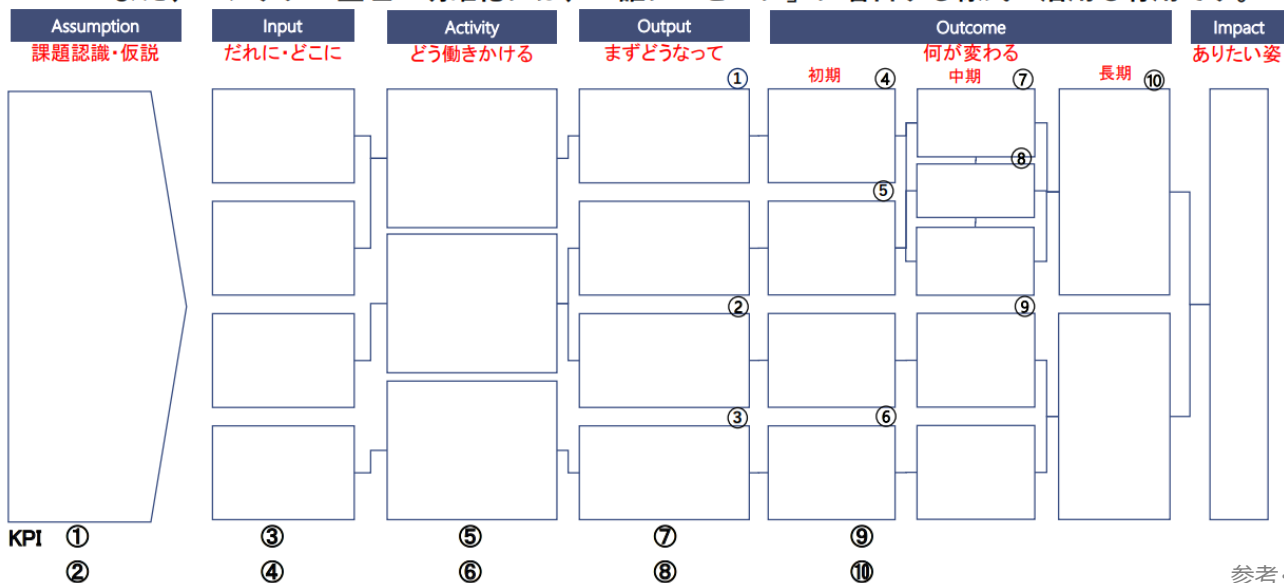 Assumption Input Activity Output Outcome Impact
課題認識・仮説 だれに・どこに どう働きかける まずどうなって 何が変わる ありたい姿
初期 中期 長期
① ④ ⑦ ⑩
⑧
⑤
② ⑨
③ ⑥
KPI ① ③ ⑤ ⑦ ⑨
② ④ ⑥ ⑧ ⑩
参考